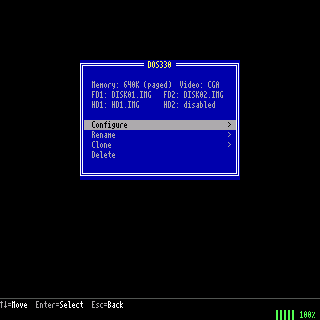 DOS330
Memory: 640K (paged)  Video: CGA
FD1: DISK01.IMG  FD2: DISK02.IMG
HD1: HD1.IMG  HD2: disabled
Configure >
Rename >
Clone >
Delete
↑↓=Move  Enter=Select  Esc=Back
100%